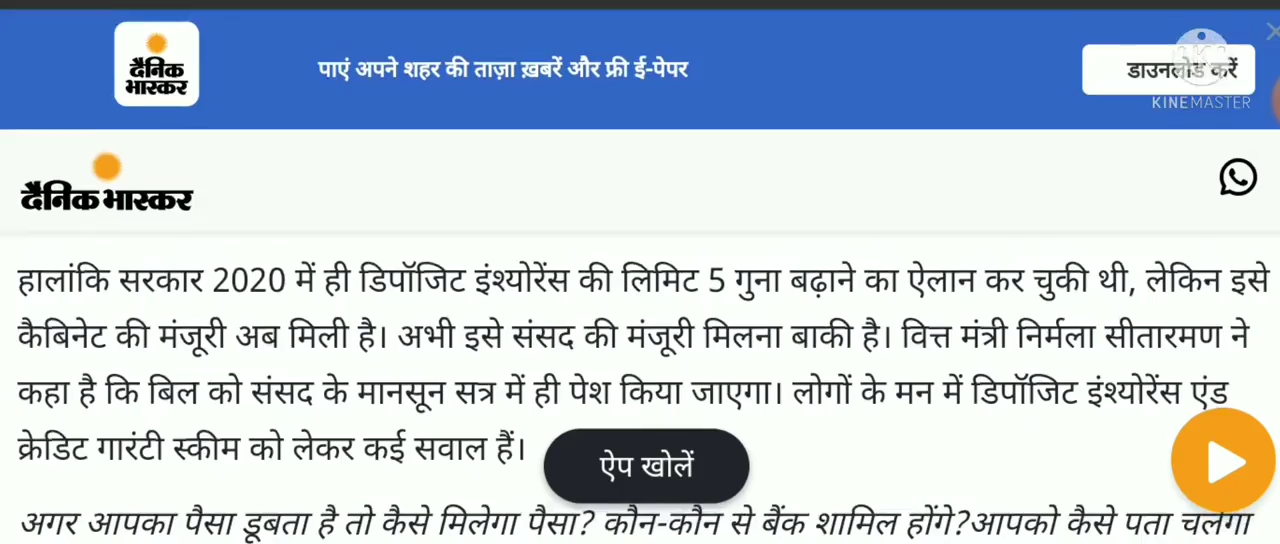 दैनिक
भास्कर
पाएं अपने शहर की ताज़ा ख़बरें और फ्री ई-पेपर
डाउनलोड करें
KINEMASTER
दैनिक भास्कर
हालांकि सरकार 2020 में ही डिपॉजिट इंश्योरेंस की लिमिट 5 गुना बढ़ाने का ऐलान कर चुकी थी, लेकिन इसे
कैबिनेट की मंजूरी अब मिली है। अभी इसे संसद की मंजूरी मिलना बाकी है। वित्त मंत्री निर्मला सीतारमण ने
कहा है कि बिल को संसद के मानसून सत्र में ही पेश किया जाएगा। लोगों के मन में डिपॉजिट इंश्योरेंस एंड
क्रेडिट गारंटी स्कीम को लेकर कई सवाल हैं।
ऐप खोलें
अगर आपका पैसा डूबता है तो कैसे मिलेगा पैसा? कौन-कौन से बैंक शामिल होंगे?आपको कैसे पता चलेगा